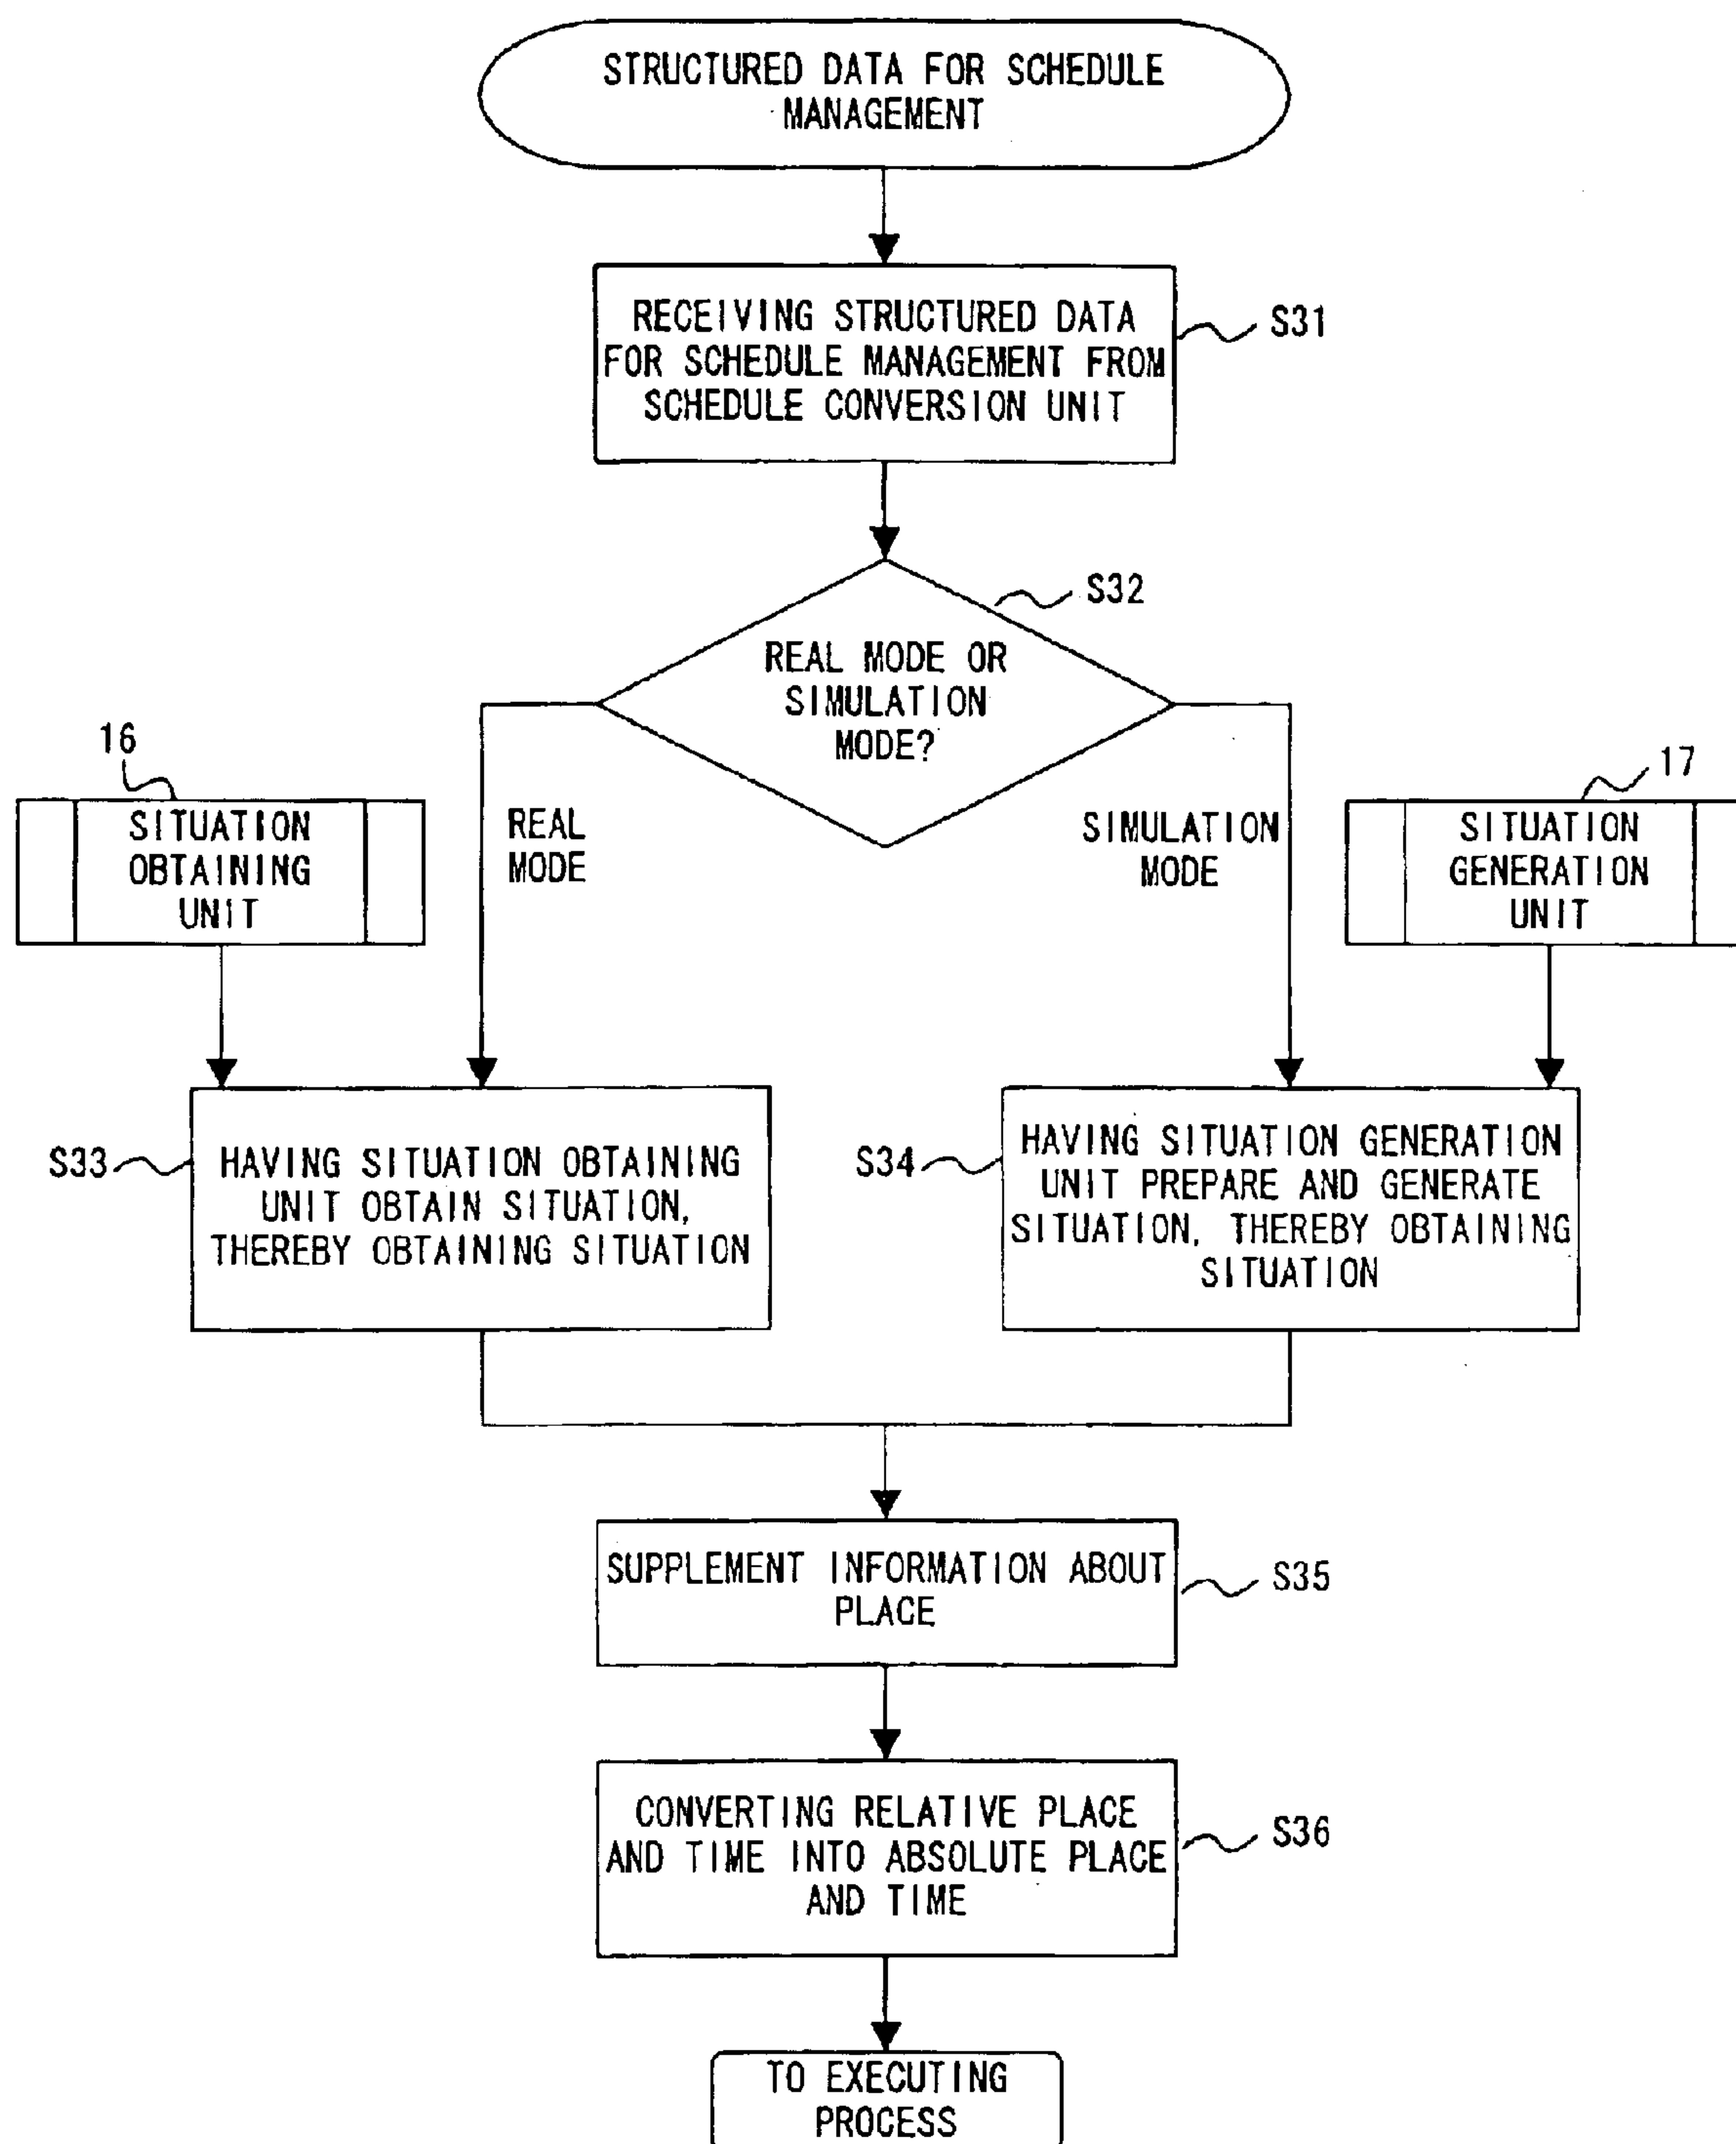 STRUCTURED DATA FOR SCHEDULE
MANAGEMENT
RECEIVING STRUCTURED DATA
FOR SCHEDULE MANAGEMENT FROM
SCHEDULE CONVERSION UNIT
S31
S32
REAL MODE OR
SIMULATION
MODE?
16
SITUATION
OBTAINING
UNIT
REAL
MODE
SIMULATION
MODE
17
SITUATION
GENERATION
UNIT
S33
HAVING SITUATION OBTAINING
UNIT OBTAIN SITUATION,
THEREBY OBTAINING SITUATION
S34
HAVING SITUATION GENERATION
UNIT PREPARE AND GENERATE
SITUATION, THEREBY OBTAINING
SITUATION
SUPPLEMENT INFORMATION ABOUT
PLACE
S35
CONVERTING RELATIVE PLACE
AND TIME INTO ABSOLUTE PLACE
AND TIME
S36
TO EXECUTING
PROCESS